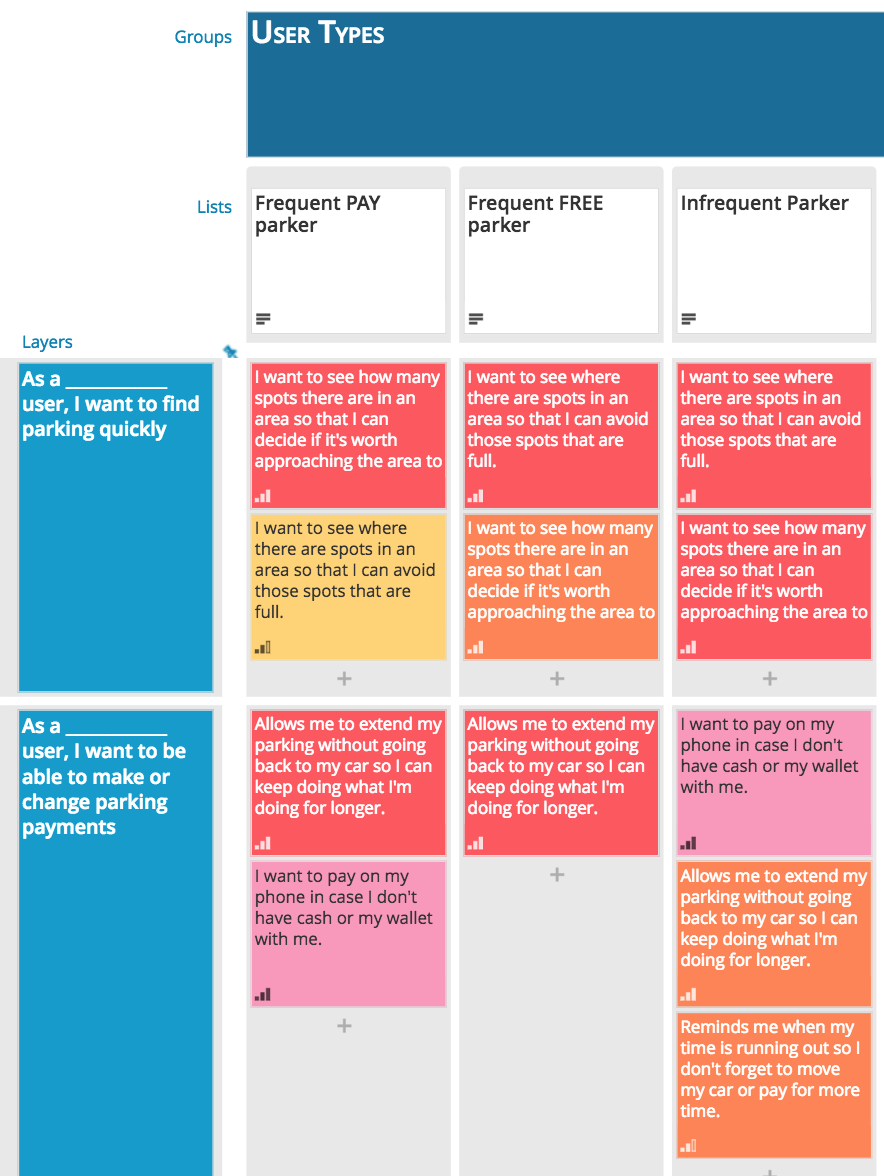 Groups
USER TYPES
Lists
Frequent PAY
parker
Frequent FREE
parker
Infrequent Parker
Layers
As a ___________
user, I want to find
parking quickly
I want to see how many
spots there are in an
area so that I can
decide if it's worth
approaching the area to
I want to see where
there are spots in an
area so that I can avoid
those spots that are
full.
I want to see where
there are spots in an
area so that I can avoid
those spots that are
full.
I want to see where
there are spots in an
area so that I can avoid
those spots that are
full.
I want to see how many
spots there are in an
area so that I can
decide if it's worth
approaching the area to
I want to see how many
spots there are in an
area so that I can
decide if it's worth
approaching the area to
+
+
+
As a ___________
user, I want to be
able to make or
change parking
payments
Allows me to extend my
parking without going
back to my car so I can
keep doing what I'm
doing for longer.
Allows me to extend my
parking without going
back to my car so I can
keep doing what I'm
doing for longer.
I want to pay on my
phone in case I don't
have cash or my wallet
with me.
I want to pay on my
phone in case I don't
have cash or my wallet
with me.
+
Allows me to extend my
parking without going
back to my car so I can
keep doing what I'm
doing for longer.
+
Reminds me when my
time is running out so I
don't forget to move
my car or pay for more
time.